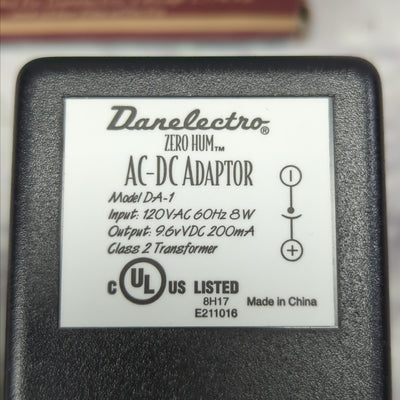 Danelectro®
ZERO HUM™
AC-DC ADAPTOR
Model DA-1
Input: 120VAC 60Hz 8W
Output: 9.6vVDC 200mA
Class 2 Transformer
C UL® US LISTED
8H17
E211016
Made in China